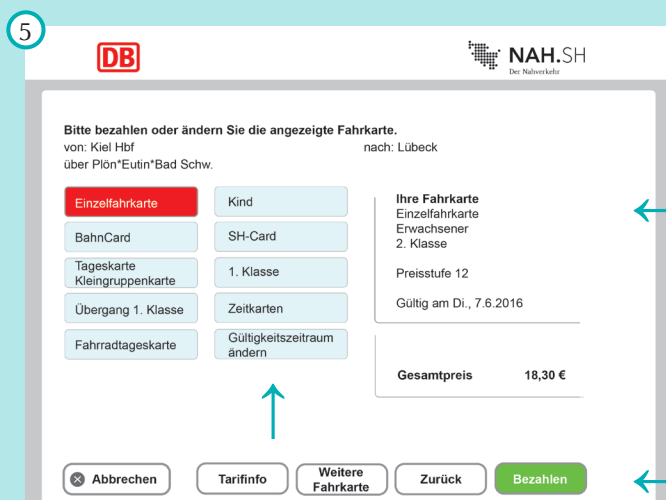 5
DB
NAH.SH
Der Nahverkehr
Bitte bezahlen oder ändern Sie die angezeigte Fahrkarte.
von: Kiel Hbf nach: Lübeck
über Plön*Eutin*Bad Schw.
Einzelfahrkarte
Kind
BahnCard
SH-Card
Tageskarte
Kleingruppenkarte
1. Klasse
Übergang 1. Klasse
Zeitkarten
Fahrradtageskarte
Gültigkeitszeitraum
ändern
Ihre Fahrkarte
Einzelfahrkarte
Erwachsener
2. Klasse
Preisstufe 12
Gültig am Di., 7.6.2016
Gesamtpreis 18,30 €
Abbrechen
Tarifinfo
Weitere
Fahrkarte
Zurück
Bezahlen